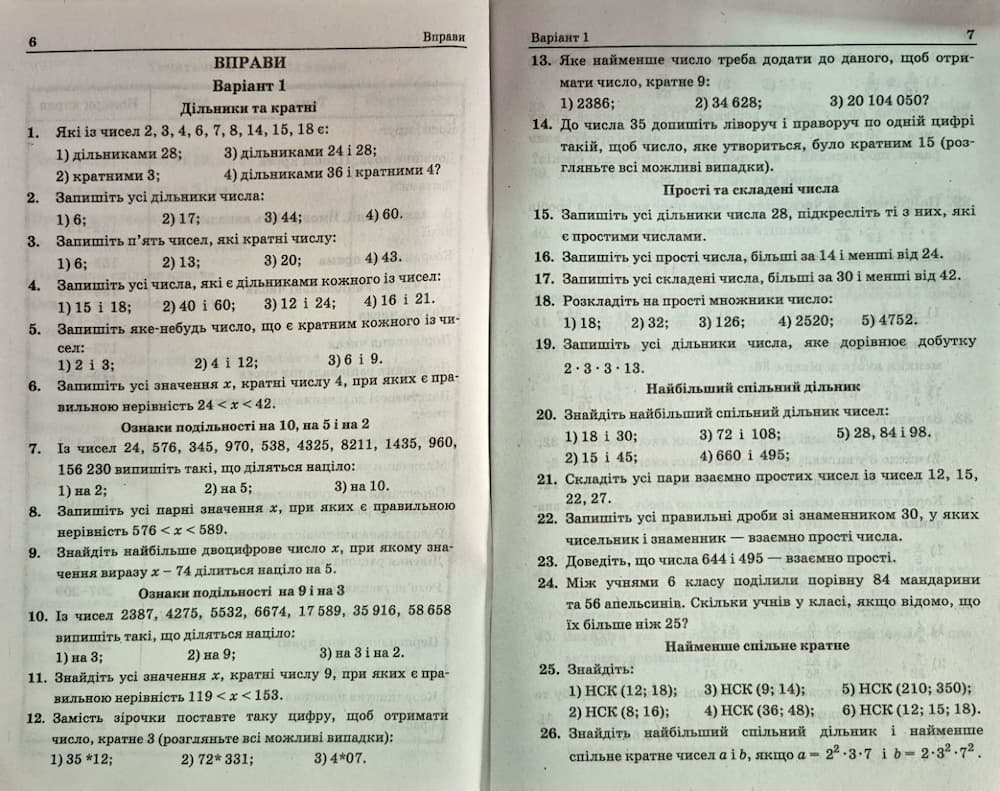 6 Вправи
ВПРАВИ
Варіант 1
Дільники та кратні
1. Які із чисел 2, 3, 4, 6, 7, 8, 14, 15, 18 є:
1) дільниками 28; 3) дільниками 24 і 28;
2) кратними 3; 4) дільниками 36 і кратними 4?
2. Запишіть усі дільники числа:
1) 6; 2) 17; 3) 44; 4) 60.
3. Запишіть п’ять чисел, які кратні числу:
1) 6; 2) 13; 3) 20; 4) 43.
4. Запишіть усі числа, які є дільниками кожного із чисел:
1) 15 і 18; 2) 40 і 60; 3) 12 і 24; 4) 16 і 21.
5. Запишіть яке-небудь число, що є кратним кожного із чи-
сел:
1) 2 і 3; 2) 4 і 12; 3) 6 і 9.
6. Запишіть усі значення x, кратні числу 4, при яких є пра-
вильною нерівність 24 < x < 42.
Ознаки подільності на 10, на 5 і на 2
7. Із чисел 24, 576, 345, 970, 538, 4325, 8211, 1435, 960,
156 230 випишіть такі, що діляться націло:
1) на 2; 2) на 5; 3) на 10.
8. Запишіть усі парні значення x, при яких є правильною
нерівність 576 < x < 589.
9. Знайдіть найбільше двоцифрове число x, при якому зна-
чення виразу x − 74 ділиться націло на 5.
Ознаки подільності на 9 і на 3
10. Із чисел 2387, 4275, 5532, 6674, 17 589, 35 916, 58 658
випишіть такі, що діляться націло:
1) на 3; 2) на 9; 3) на 3 і на 2.
11. Знайдіть усі значення x, кратні числу 9, при яких є пра-
вильною нерівність 119 < x < 153.
12. Замість зірочки поставте таку цифру, щоб отримати
число, кратне 3 (розгляньте всі можливі випадки):
1) 35 *12; 2) 72* 331; 3) 4*07.
Варіант 1 7
13. Яке найменше число треба додати до даного, щоб отри-
мати число, кратне 9:
1) 2386; 2) 34 628; 3) 20 104 050?
14. До числа 35 допишіть ліворуч і праворуч по одній цифрі
такій, щоб число, яке утвориться, було кратним 15 (роз-
гляньте всі можливі випадки).
Прості та складені числа
15. Запишіть усі дільники числа 28, підкресліть ті з них, які
є простими числами.
16. Запишіть усі прості числа, більші за 14 і менші від 24.
17. Запишіть усі складені числа, більші за 30 і менші від 42.
18. Розкладіть на прості множники число:
1) 18; 2) 32; 3) 126; 4) 2520; 5) 4752.
19. Запишіть усі дільники числа, яке дорівнює добутку
2 · 3 · 3 · 13.
Найбільший спільний дільник
20. Знайдіть найбільший спільний дільник чисел:
1) 18 і 30; 3) 72 і 108; 5) 28, 84 і 98.
2) 15 і 45; 4) 660 і 495;
21. Складіть усі пари взаємно простих чисел із чисел 12, 15,
22, 27.
22. Запишіть усі правильні дроби зі знаменником 30, у яких
чисельник і знаменник — взаємно прості числа.
23. Доведіть, що числа 644 і 495 — взаємно прості.
24. Між учнями 6 класу поділили порівну 84 мандарини
та 56 апельсинів. Скільки учнів у класі, якщо відомо, що
їх більше ніж 25?
Найменше спільне кратне
25. Знайдіть:
1) НСК (12; 18); 3) НСК (9; 14); 5) НСК (210; 350);
2) НСК (8; 16); 4) НСК (36; 48); 6) НСК (12; 15; 18).
26. Знайдіть найбільший спільний дільник і найменше
спільне кратне чисел a і b, якщо a = 2² · 3 · 7 і b = 2 · 3² · 7².